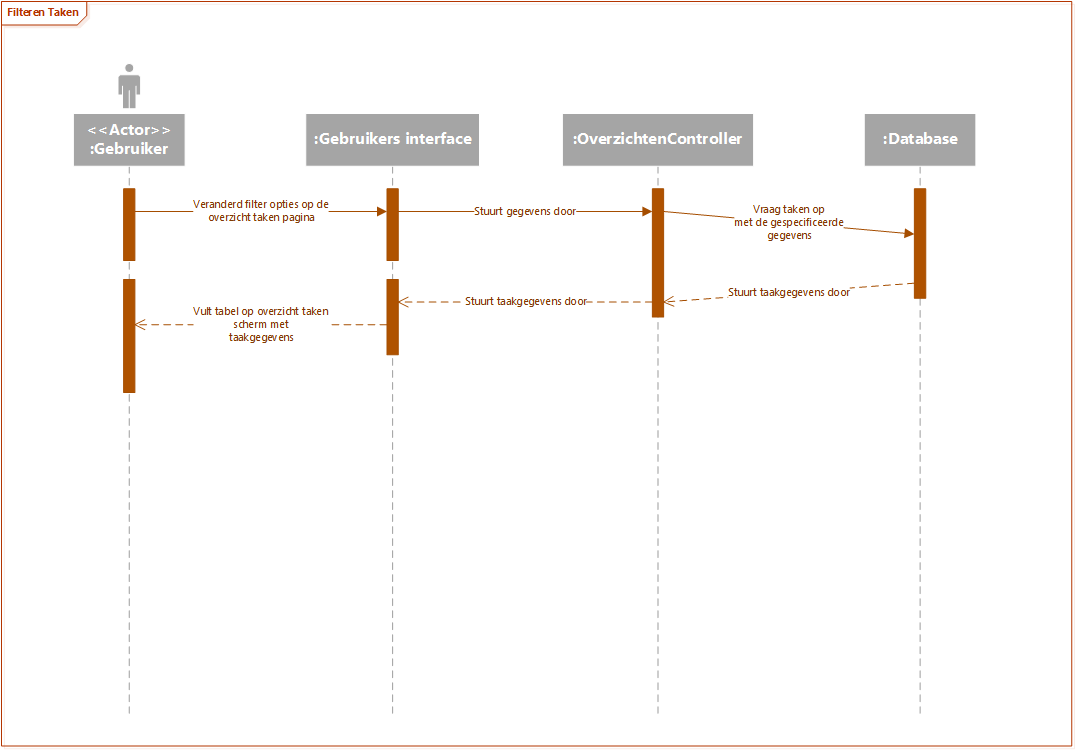 Filteren Taken
<<Actor>>
:Gebruiker
:Gebruikers interface
:OverzichtenController
:Database
Veranderd filter opties op de
overzicht taken pagina
Stuurt gegevens door
Vraag taken op
met de gespecificeerde
gegevens
Stuurt taakgegevens door
Stuurt taakgegevens door
Vult tabel op overzicht taken
scherm met
taakgegevens